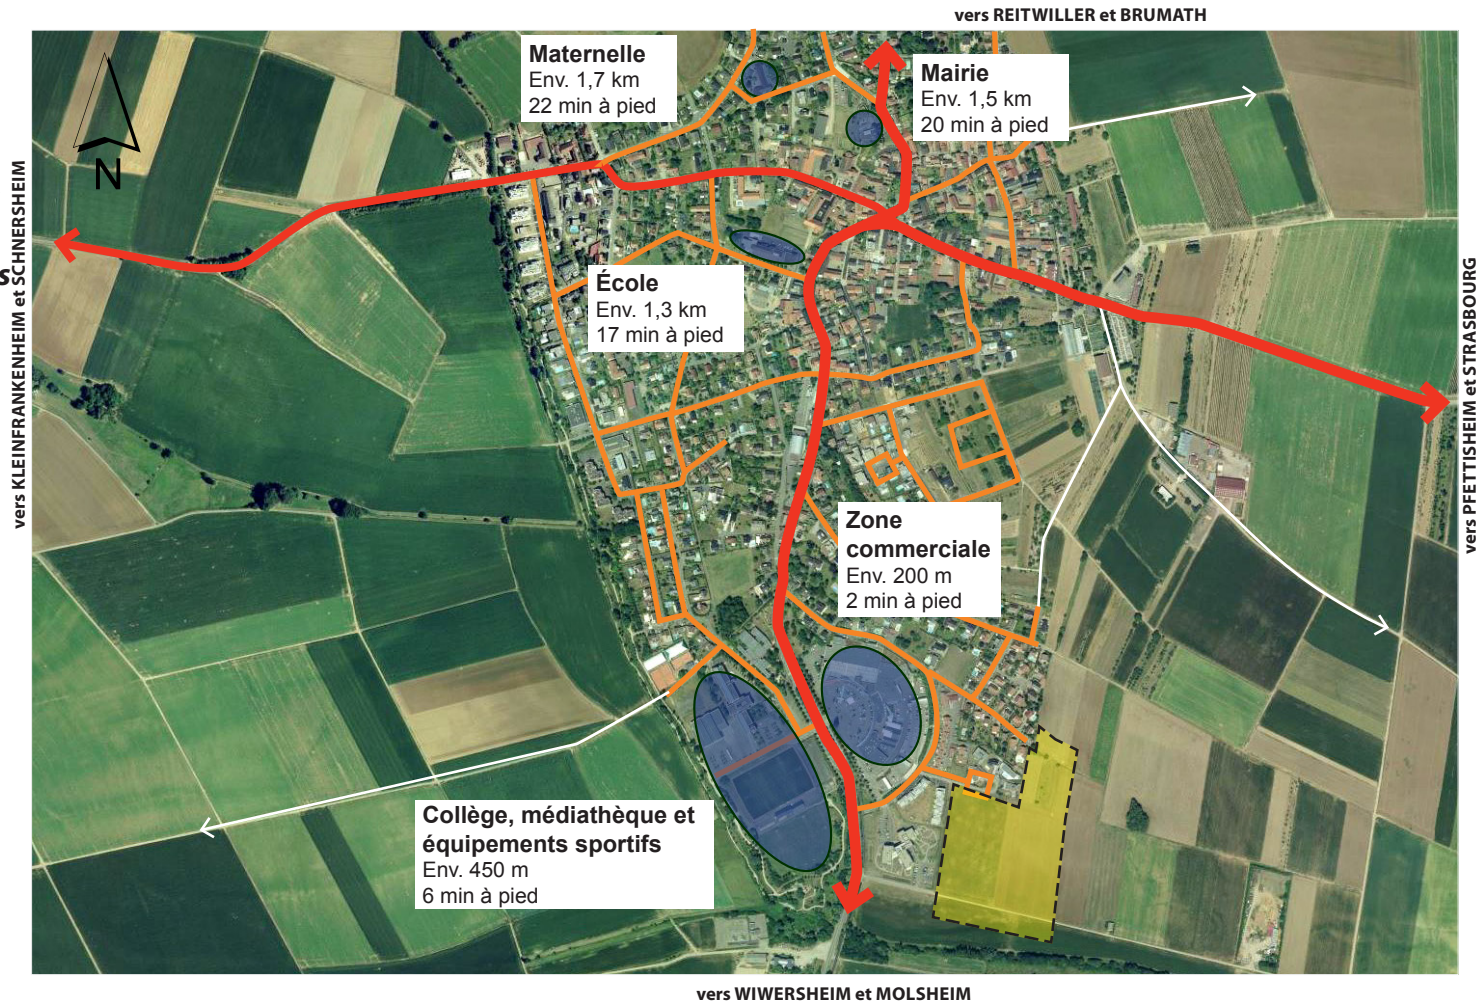 vers REITWILLER et BRUMATH
Maternelle
Env. 1,7 km
22 min à pied
Mairie
Env. 1,5 km
20 min à pied
N
s
vers KLEINFRANKENHEIM et SCHNERSHEIM
École
Env. 1,3 km
17 min à pied
vers PFETTISHEIM et STRASBOURG
Zone
commerciale
Env. 200 m
2 min à pied
Collège, médiathèque et
équipements sportifs
Env. 450 m
6 min à pied
vers WIWERSHEIM et MOLSHEIM